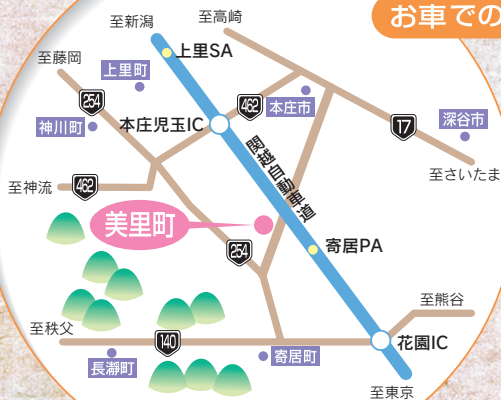 お車での
至新潟
至高崎
至藤岡
上里SA
上里町
254
462
本庄市
神川町
本庄児玉IC
17
深谷市
関越自動車道
至さいたま
至神流
462
美里町
254
寄居PA
至熊谷
至秩父
140
花園IC
長瀞町
寄居町
至東京